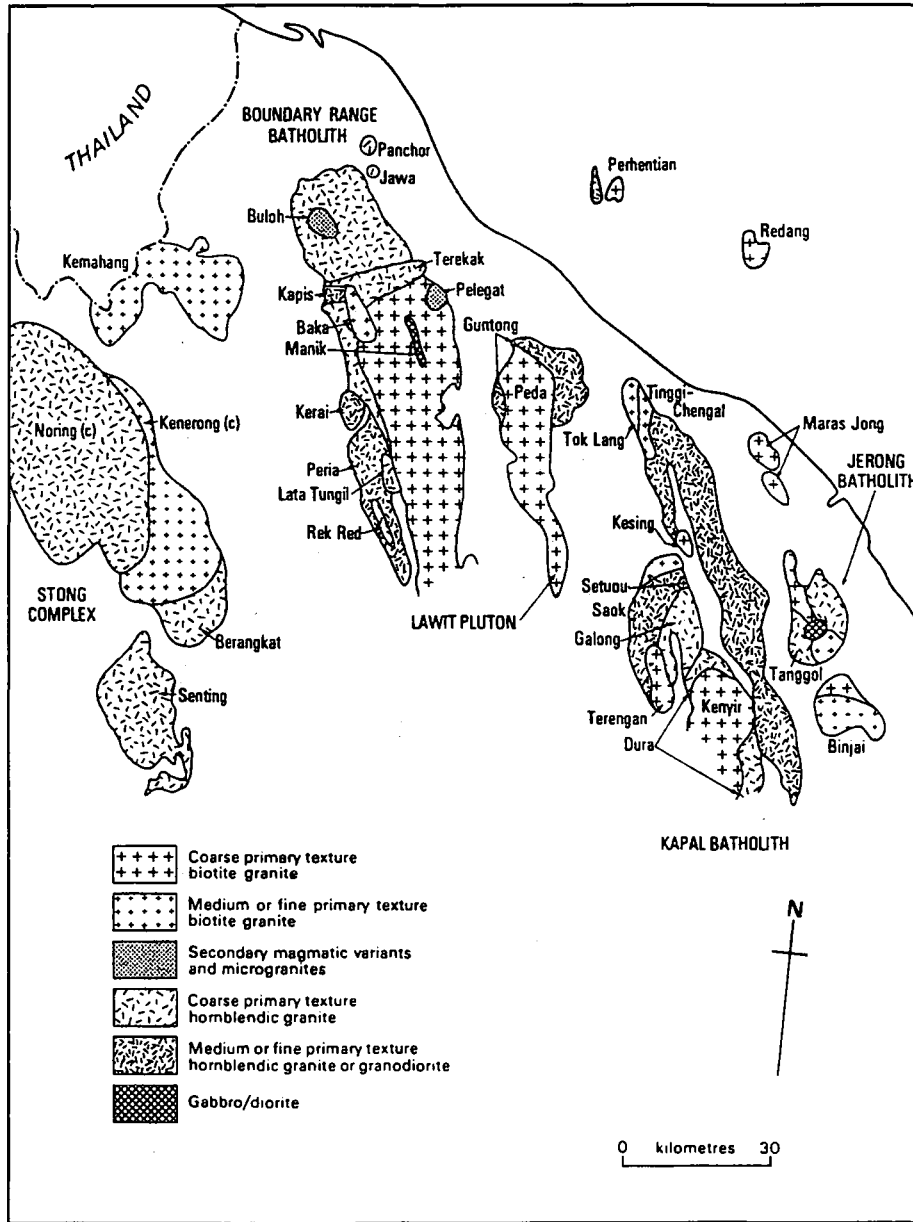 THAILAND
BOUNDARY RANGE
BATHOLITH
Panchor
Jawa
Perhentian
Buloh
Redang
Kemahang
Terekak
Kapis
Pelegat
Baka
Guntong
Manik
Peda
Tinggi-
Chengal
Noring (c)
Kenerong (c)
Kerai
Tok Lang
Maras Jong
JERONG
BATHOLITH
Peria
Lata Tungil
Kesing
Rek Red
Setuou
STONG
COMPLEX
LAWIT PLUTON
Saok
Berangkat
Galong
Tanggol
Senting
Kenyir
Terengan
Dura
Binjai
KAPAL BATHOLITH
Coarse primary texture
biotite granite
Medium or fine primary texture
biotite granite
N
Secondary magmatic variants
and microgranites
Coarse primary texture
hornblendic granite
Medium or fine primary texture
hornblendic granite or granodiorite
Gabbro/diorite
0 kilometres 30